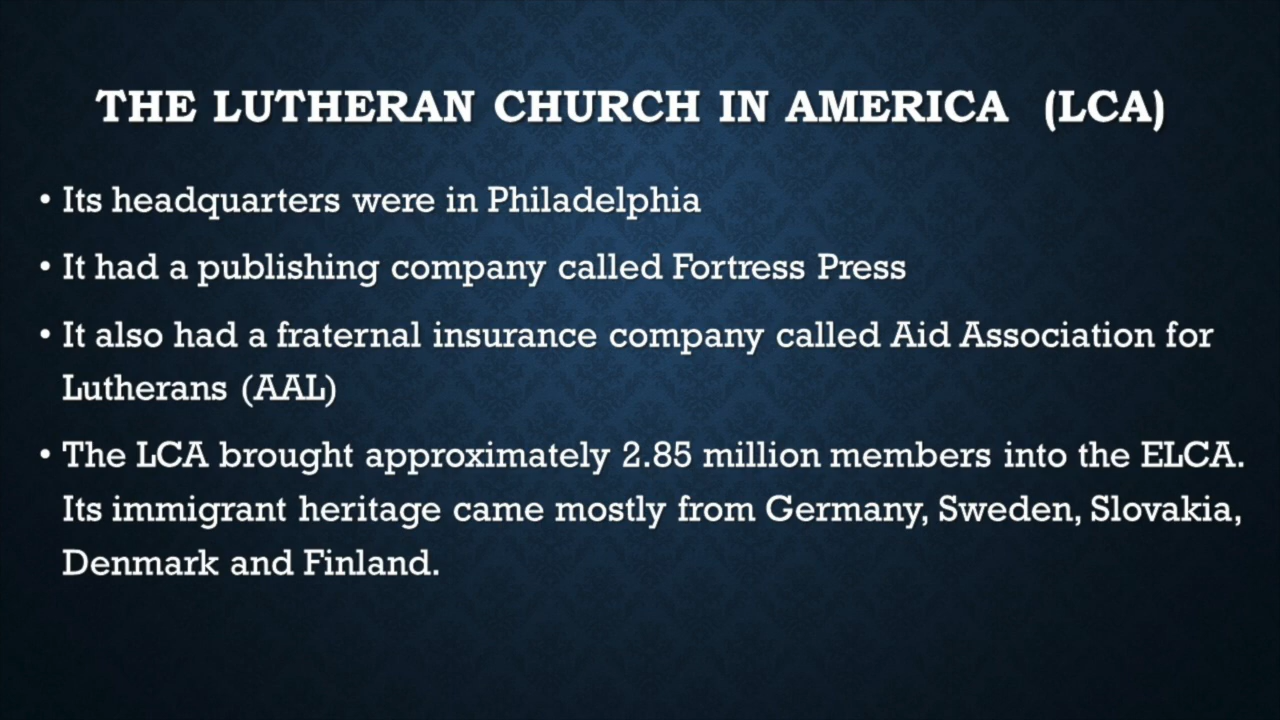 THE LUTHERAN CHURCH IN AMERICA (LCA)
• Its headquarters were in Philadelphia
• It had a publishing company called Fortress Press
• It also had a fraternal insurance company called Aid Association for
Lutherans (AAL)
• The LCA brought approximately 2.85 million members into the ELCA.
Its immigrant heritage came mostly from Germany, Sweden, Slovakia,
Denmark and Finland.